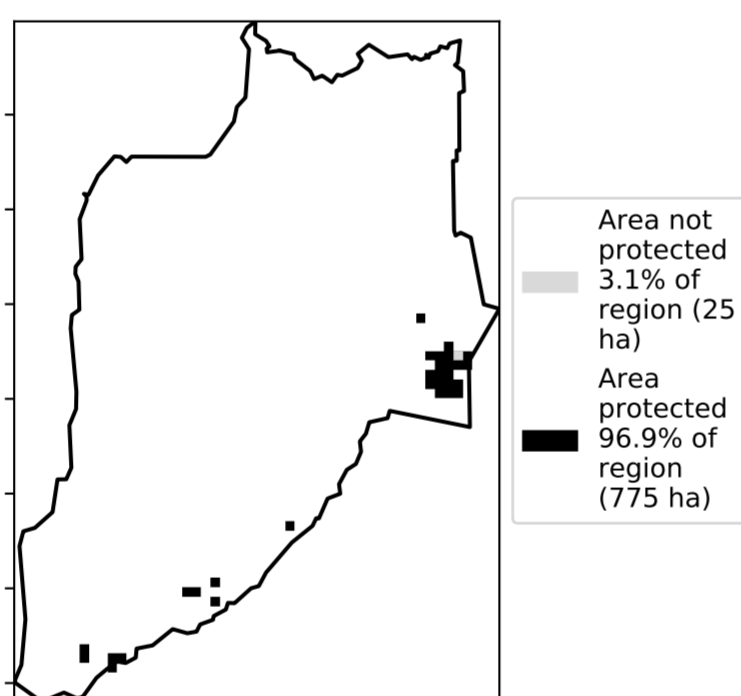 Area not
protected
3.1% of
region (25
ha)
Area
protected
96.9% of
region
(775 ha)